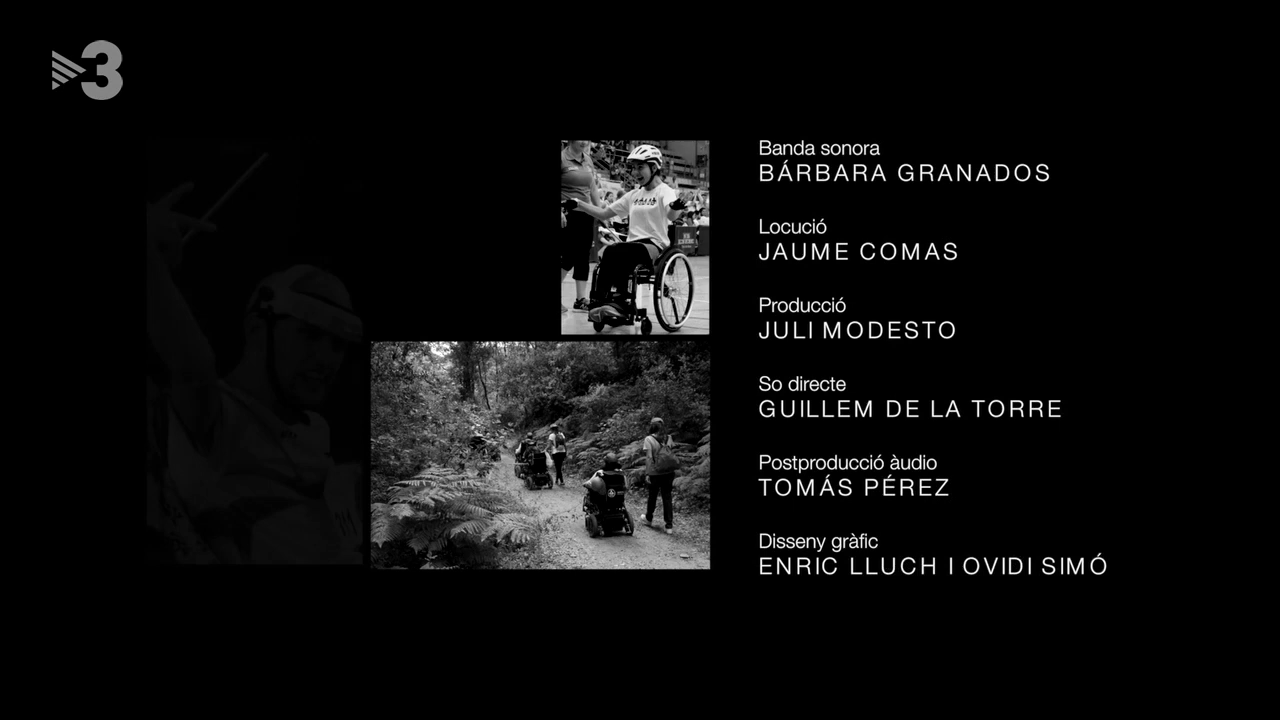 3
Banda sonora
BÁRBARA GRANADOS
Locució
JAUME COMAS
Producció
JULI MODESTO
So directe
GUILLEM DE LA TORRE
Postproducció àudio
TOMÁS PÉREZ
Disseny gràfic
ENRIC LLUCH I OVIDI SIMÓ